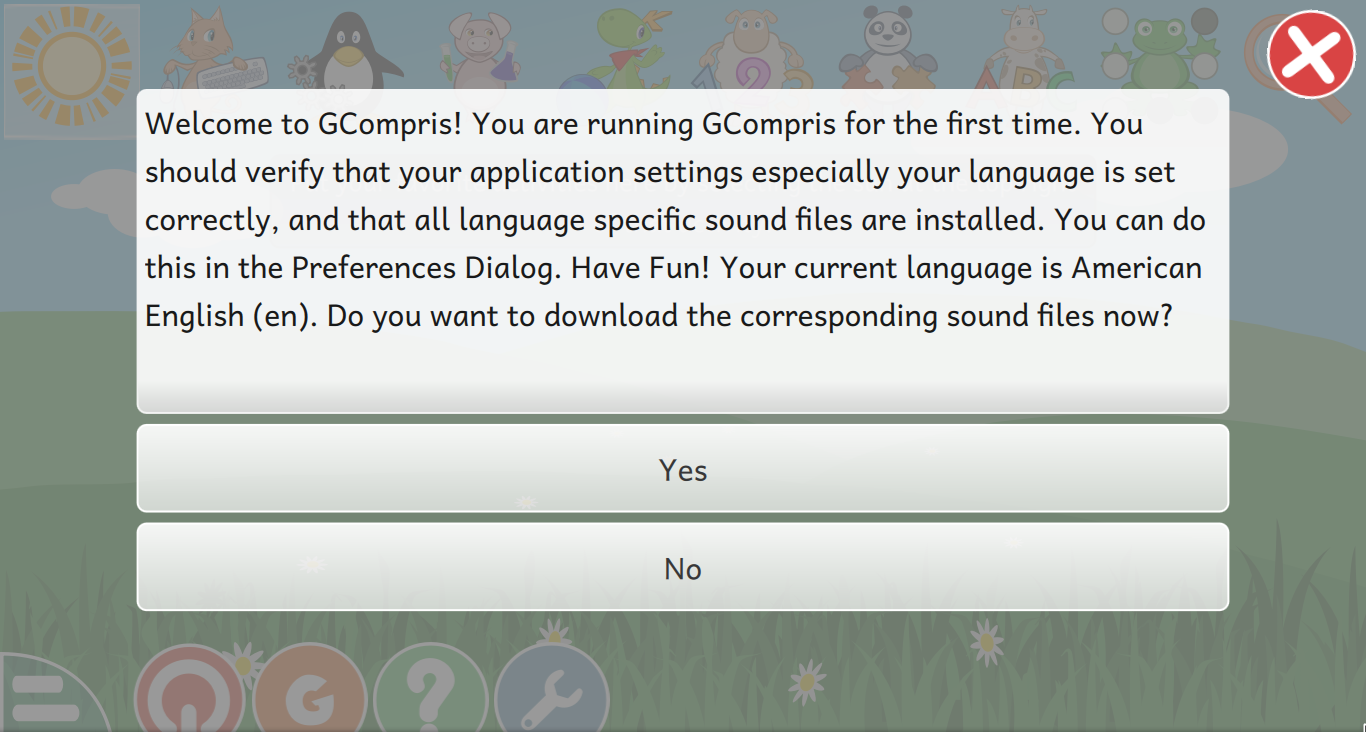 Welcome to GCompris! You are running GCompris for the first time. You
should verify that your application settings especially your language is set
correctly, and that all language specific sound files are installed. You can do
this in the Preferences Dialog. Have Fun! Your current language is American
English (en). Do you want to download the corresponding sound files now?
Yes
No
1 2 3
A B C
G
?